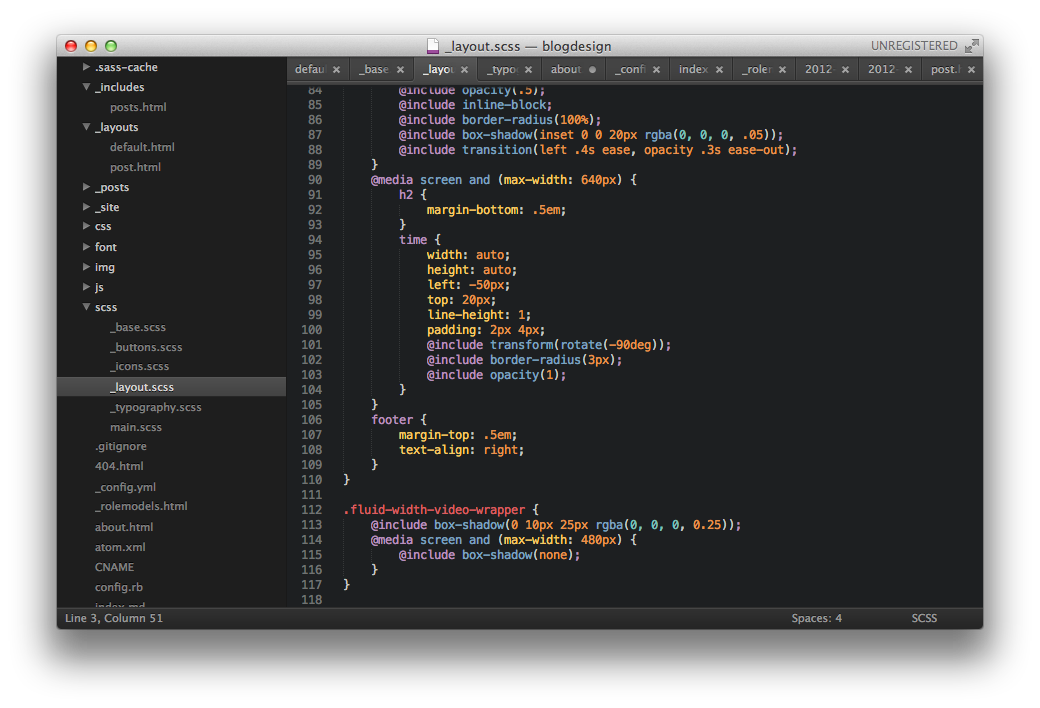 _layout.scss — blogdesign
UNREGISTERED
.sass-cache
_includes
posts.html
_layouts
default.html
post.html
_posts
_site
css
font
img
js
scss
_base.scss
_buttons.scss
_icons.scss
_layout.scss
_typography.scss
main.scss
.gitignore
404.html
_config.yml
_rolemodels.html
about.html
atom.xml
CNAME
config.rb
index.md
defau × _base × _layou × _typo × about ● _confi × index × _roler × 2012- × 2012- × post.h ×
84 @include opacity(.5);
85 @include inline-block;
86 @include border-radius(100%);
87 @include box-shadow(inset 0 0 20px rgba(0, 0, 0, .05));
88 @include transition(left .4s ease, opacity .3s ease-out);
89 }
90 @media screen and (max-width: 640px) {
91 h2 {
92 margin-bottom: .5em;
93 }
94 time {
95 width: auto;
96 height: auto;
97 left: -50px;
98 top: 20px;
99 line-height: 1;
100 padding: 2px 4px;
101 @include transform(rotate(-90deg));
102 @include border-radius(3px);
103 @include opacity(1);
104 }
105 }
106 footer {
107 margin-top: .5em;
108 text-align: right;
109 }
110 }
111
112 .fluid-width-video-wrapper {
113 @include box-shadow(0 10px 25px rgba(0, 0, 0, 0.25));
114 @media screen and (max-width: 480px) {
115 @include box-shadow(none);
116 }
117 }
118
Line 3, Column 51
Spaces: 4
SCSS